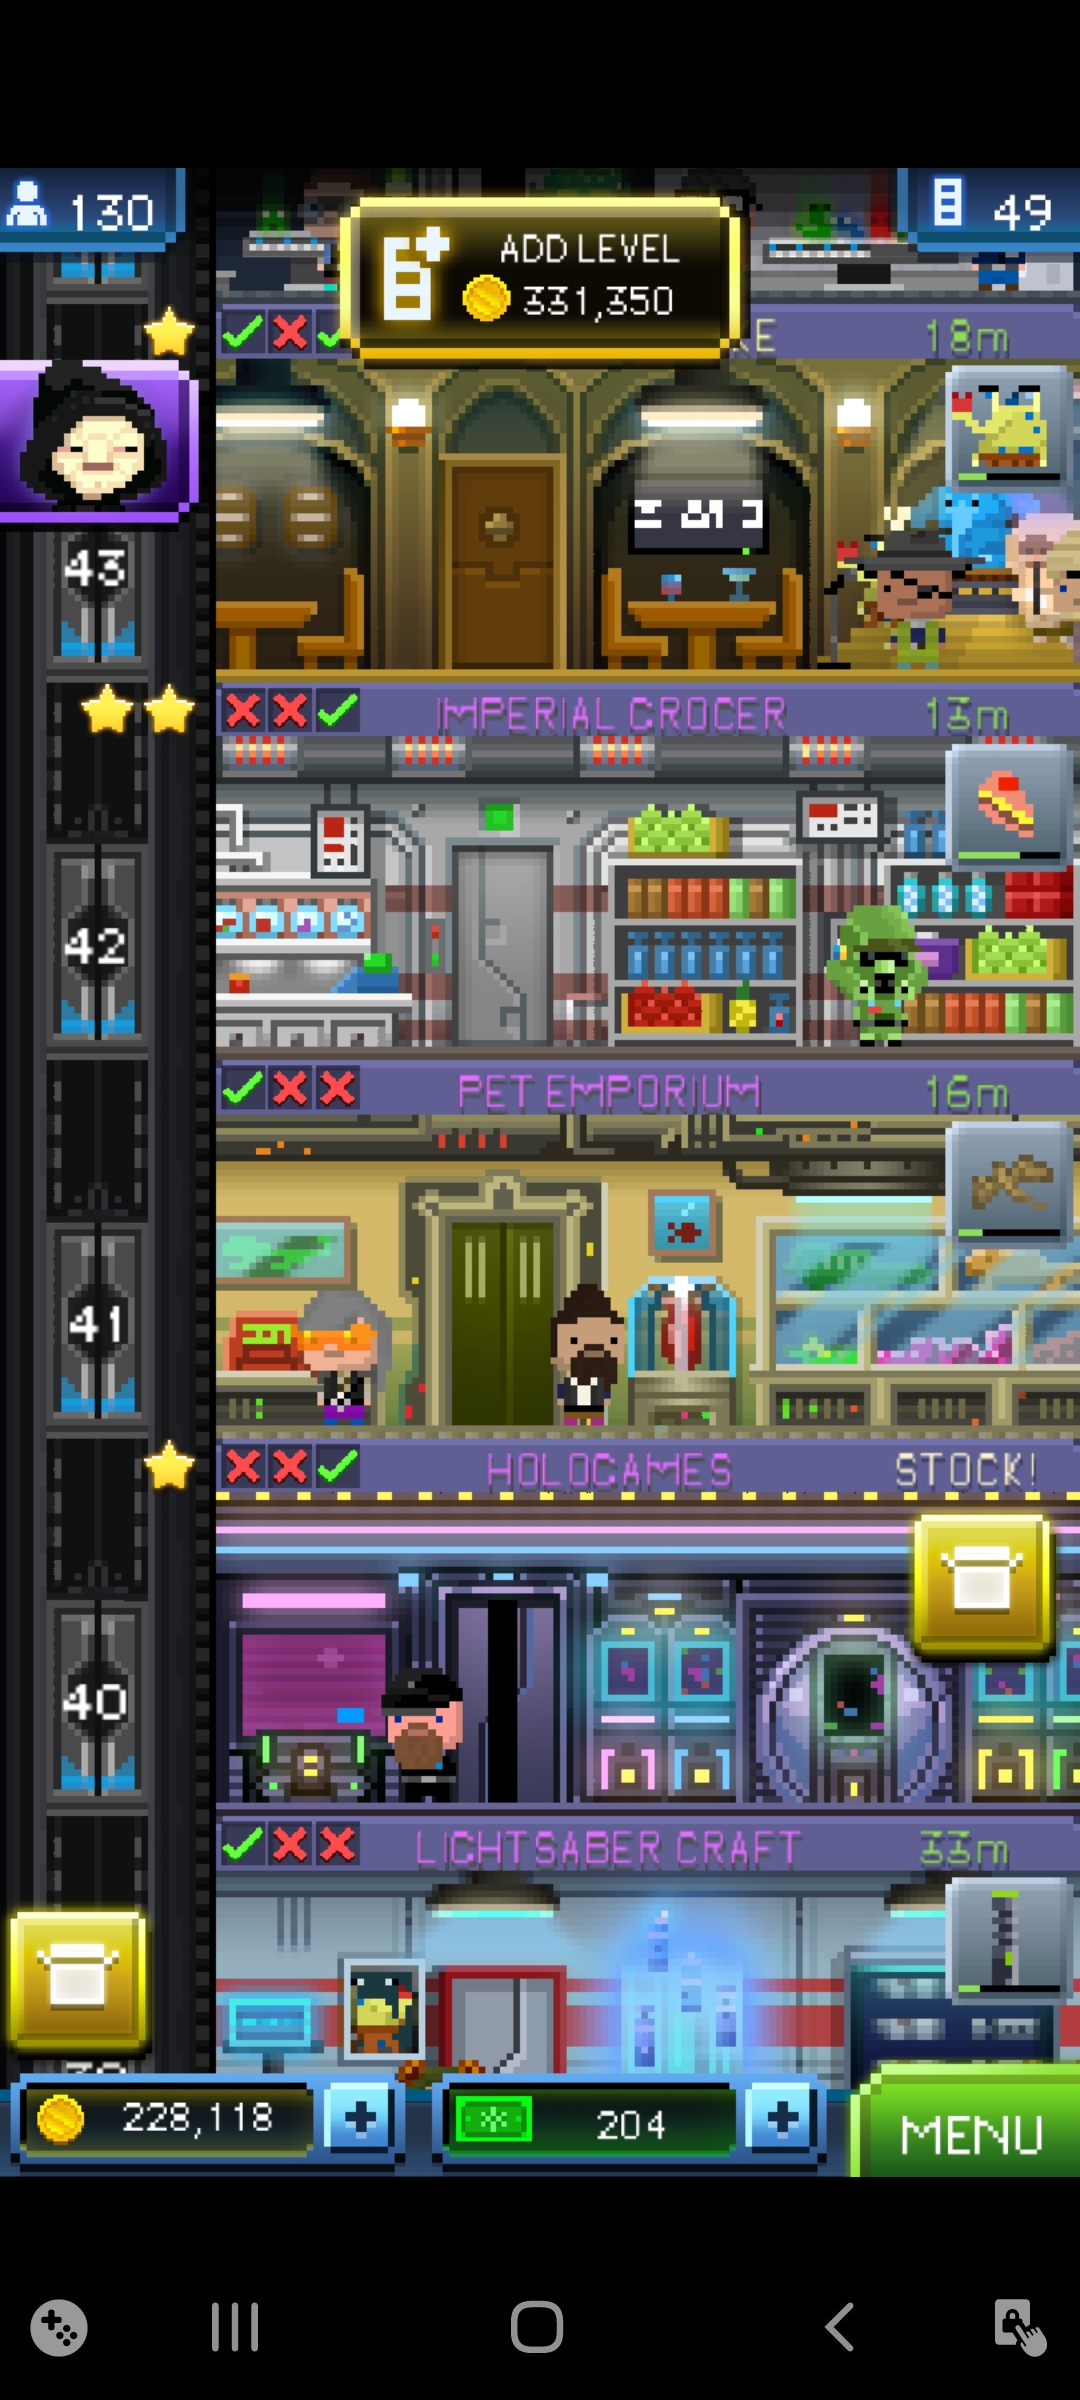 130
49
ADD LEVEL
331,350
KE 18m
43
IMPERIAL GROCER 13m
42
PET EMPORIUM 16m
41
HOLOGAMES STOCK!
40
LIGHTSABER CRAFT 33m
228,118
204
MENU